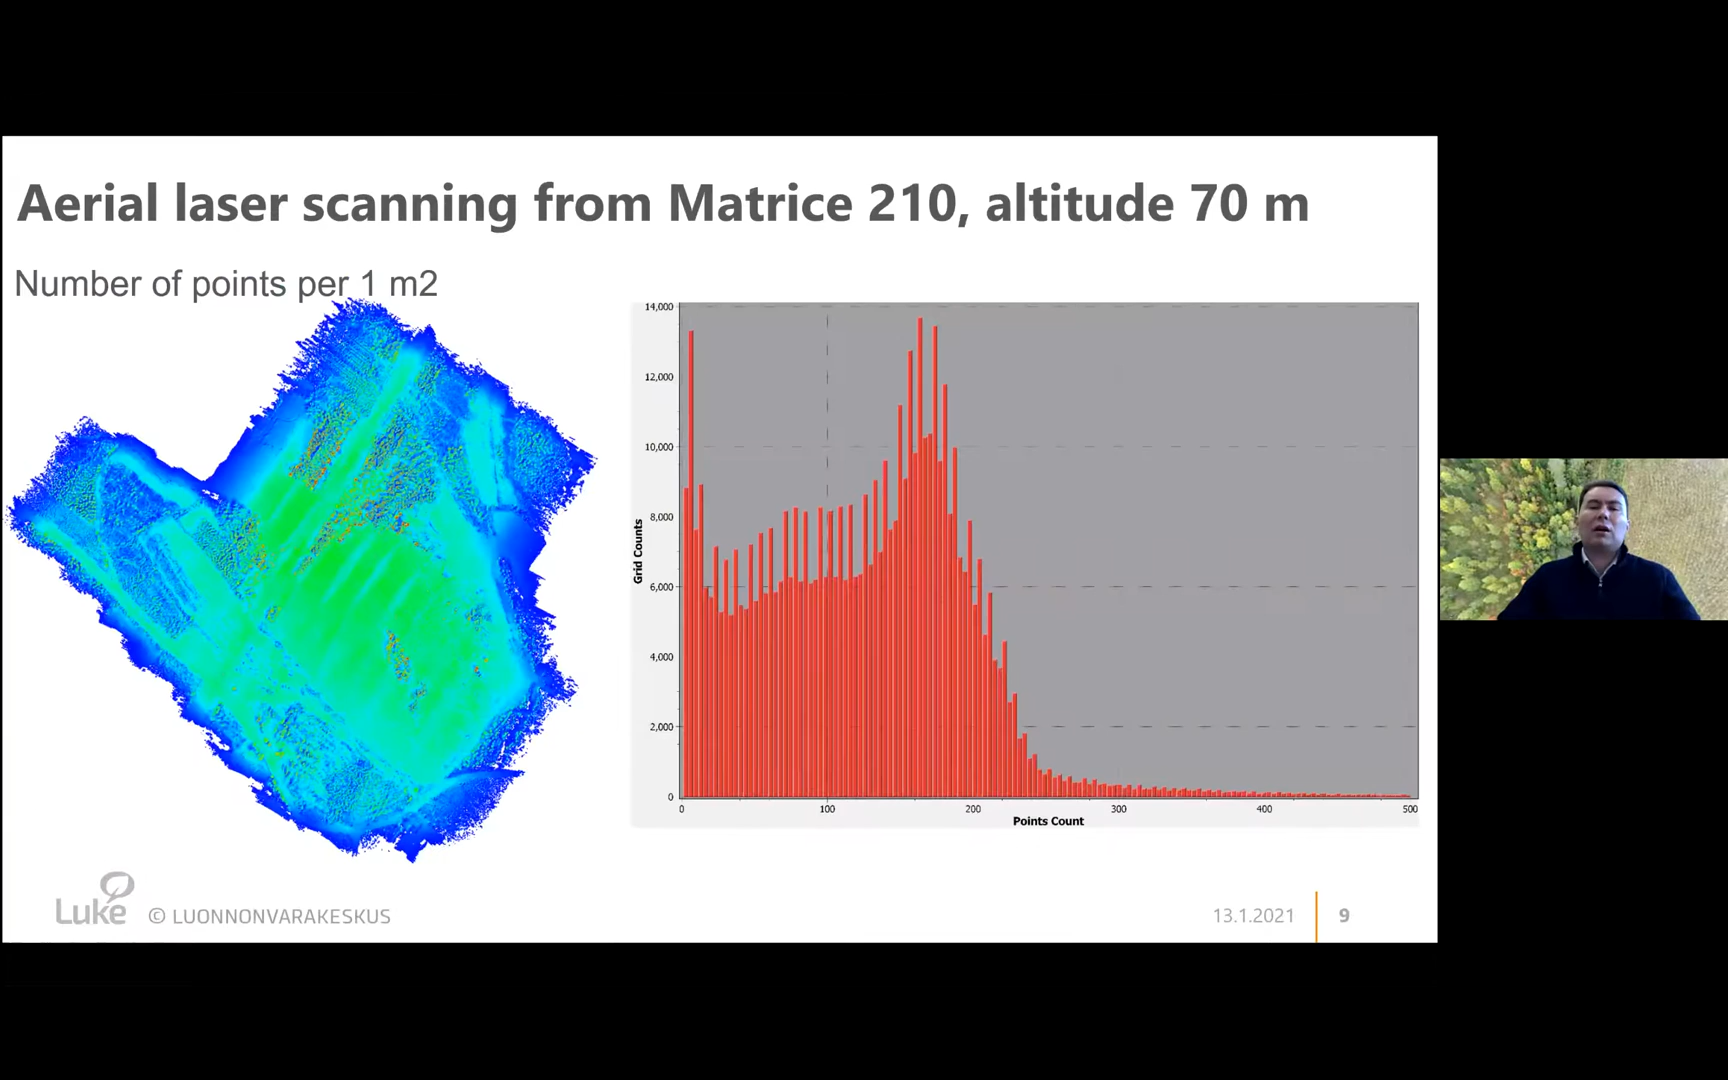 Aerial laser scanning from Matrice 210, altitude 70 m
Number of points per 1 m2
14,000
12,000
10,000
8,000
6,000
4,000
2,000
0
Grid Counts
0 100 200 300 400 500
Points Count
Luke © LUONNONVARAKESKUS
13.1.2021 9